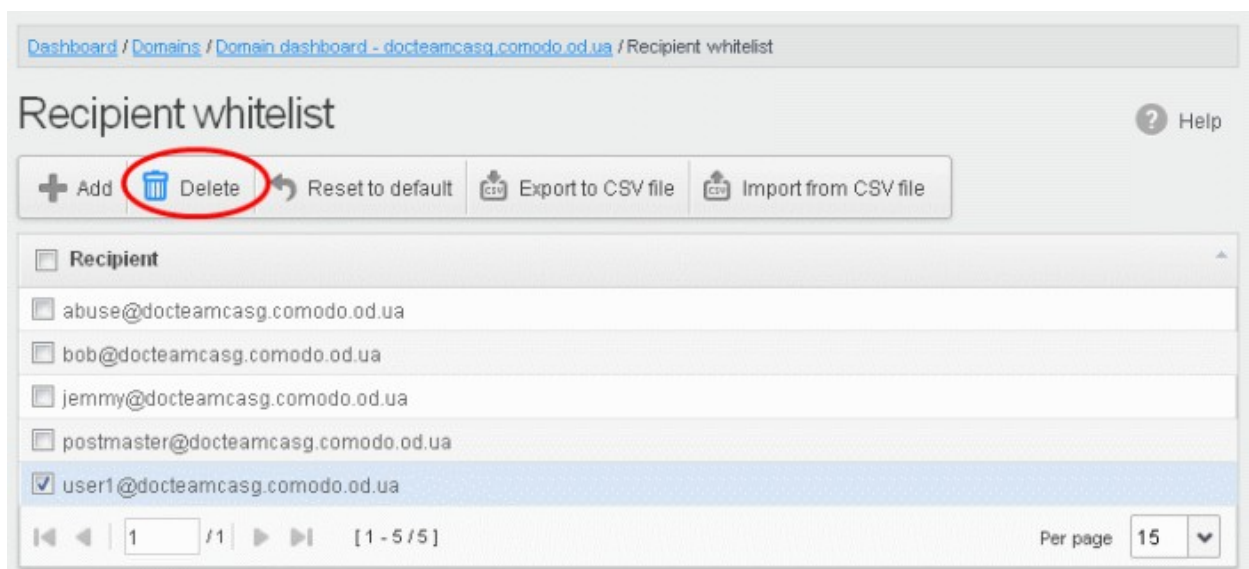 Dashboard / Domains / Domain dashboard - docteamcasg.comodo.od.ua / Recipient whitelist
Recipient whitelist
Help
Add Delete Reset to default CSV Export to CSV file CSV Import from CSV file
Recipient
abuse@docteamcasg.comodo.od.ua
bob@docteamcasg.comodo.od.ua
jemmy@docteamcasg.comodo.od.ua
postmaster@docteamcasg.comodo.od.ua
user1@docteamcasg.comodo.od.ua
1 /1 [ 1 - 5 / 5 ] Per page 15